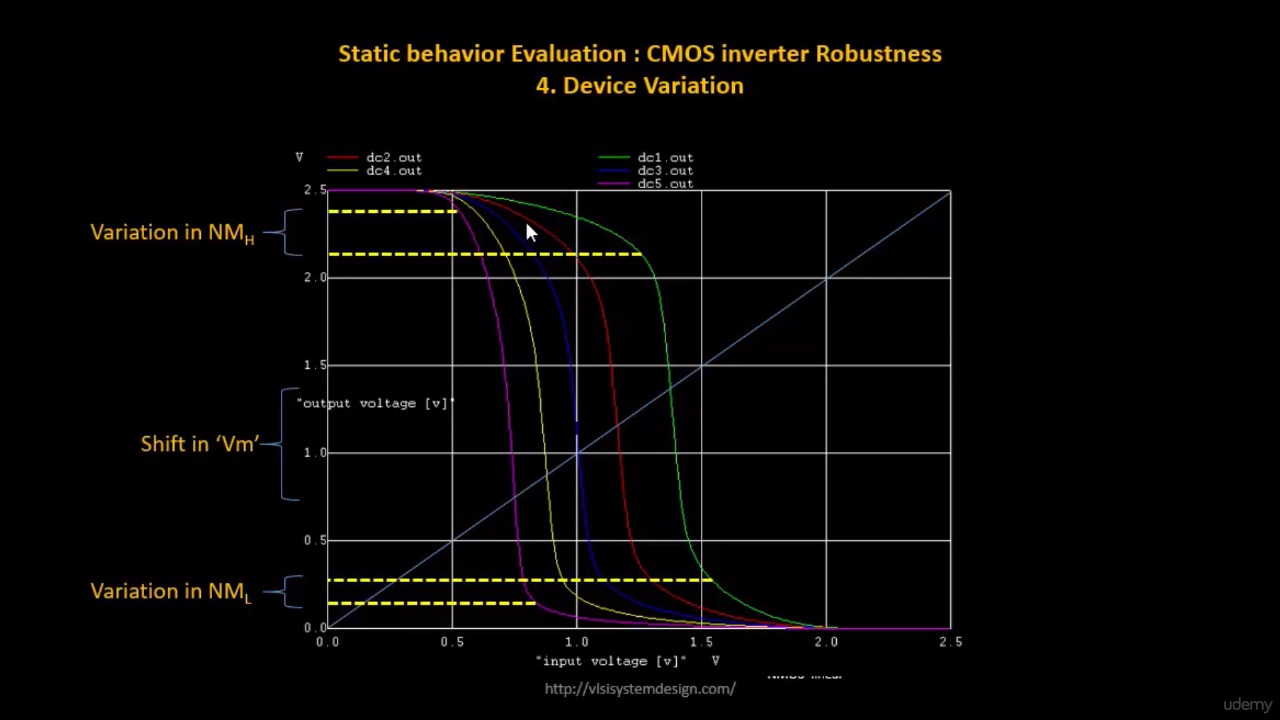 Static behavior Evaluation : CMOS inverter Robustness
4. Device Variation
V
dc2.out
dc1.out
dc4.out
dc3.out
dc5.out
2.5
Variation in NMH
2.0
1.5
"output voltage [v]"
Shift in ‘Vm’
1.0
0.5
Variation in NML
0.0
0.0 0.5 1.0 1.5 2.0 2.5
"input voltage [v]" V
http://vlsisystemdesign.com/
udemy